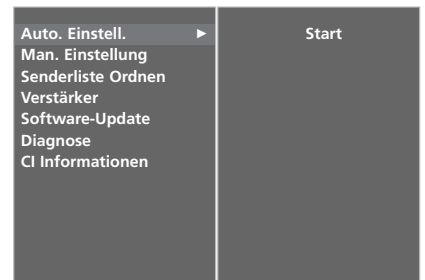 Auto. Einstell. ► Start
Man. Einstellung
Senderliste Ordnen
Verstärker
Software-Update
Diagnose
CI Informationen